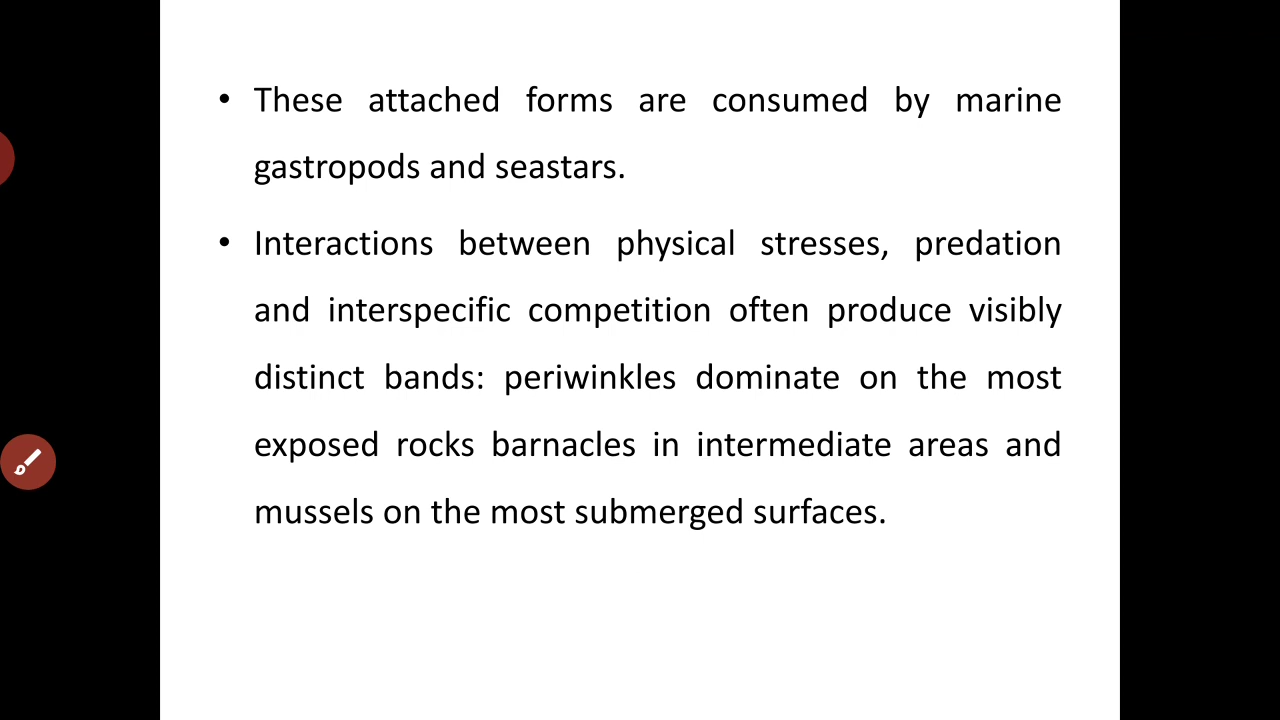 • These attached forms are consumed by marine
gastropods and seastars.
• Interactions between physical stresses, predation
and interspecific competition often produce visibly
distinct bands: periwinkles dominate on the most
exposed rocks barnacles in intermediate areas and
mussels on the most submerged surfaces.